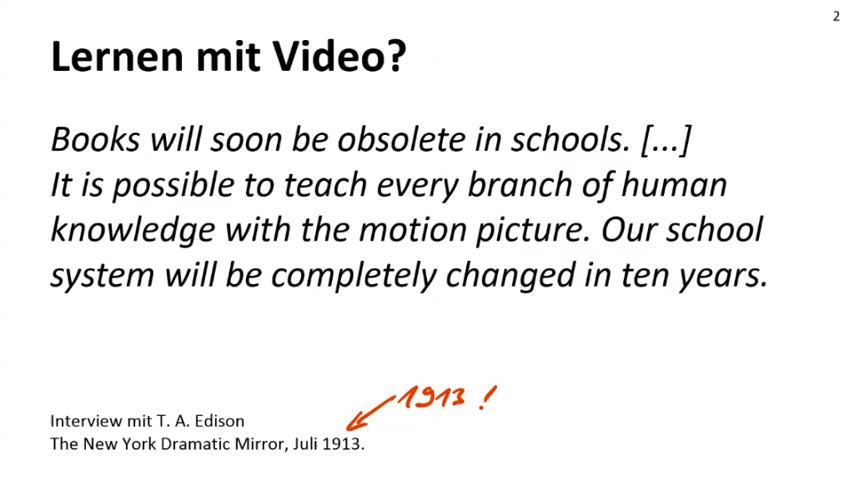 2
Lernen mit Video?
Books will soon be obsolete in schools. [...]
It is possible to teach every branch of human
knowledge with the motion picture. Our school
system will be completely changed in ten years.
1913 !
Interview mit T. A. Edison
The New York Dramatic Mirror, Juli 1913.